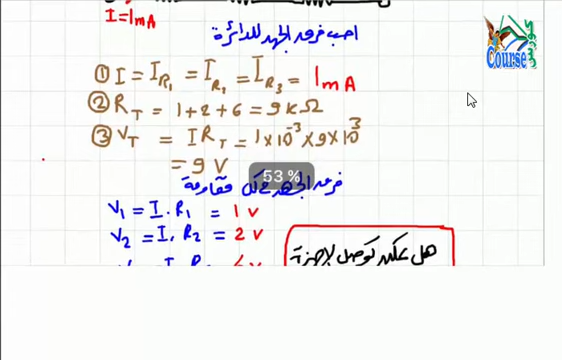 I = 1mA
احسب فرق الجهد للدائرة
① I = I_R₁ = I_R₂ = I_R₃ = 1mA
② R_T = 1+2+6 = 9 kΩ
③ V_T = I R_T = 1×10⁻³ × 9×10³
= 9 V
53 %
فرق الجهد كل مقاومة
V₁ = I . R₁ = 1 v
V₂ = I . R₂ = 2 v
هل يمكن توصيل الاجهزة
Course